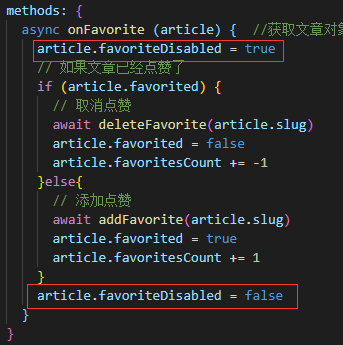 methods: {
async onFavorite (article) { //获取文章对
article.favoriteDisabled = true
// 如果文章已经点赞了
if (article.favorited) {
// 取消点赞
await deleteFavorite(article.slug)
article.favorited = false
article.favoritesCount += -1
}else{
// 添加点赞
await addFavorite(article.slug)
article.favorited = true
article.favoritesCount += 1
}
article.favoriteDisabled = false
}
}